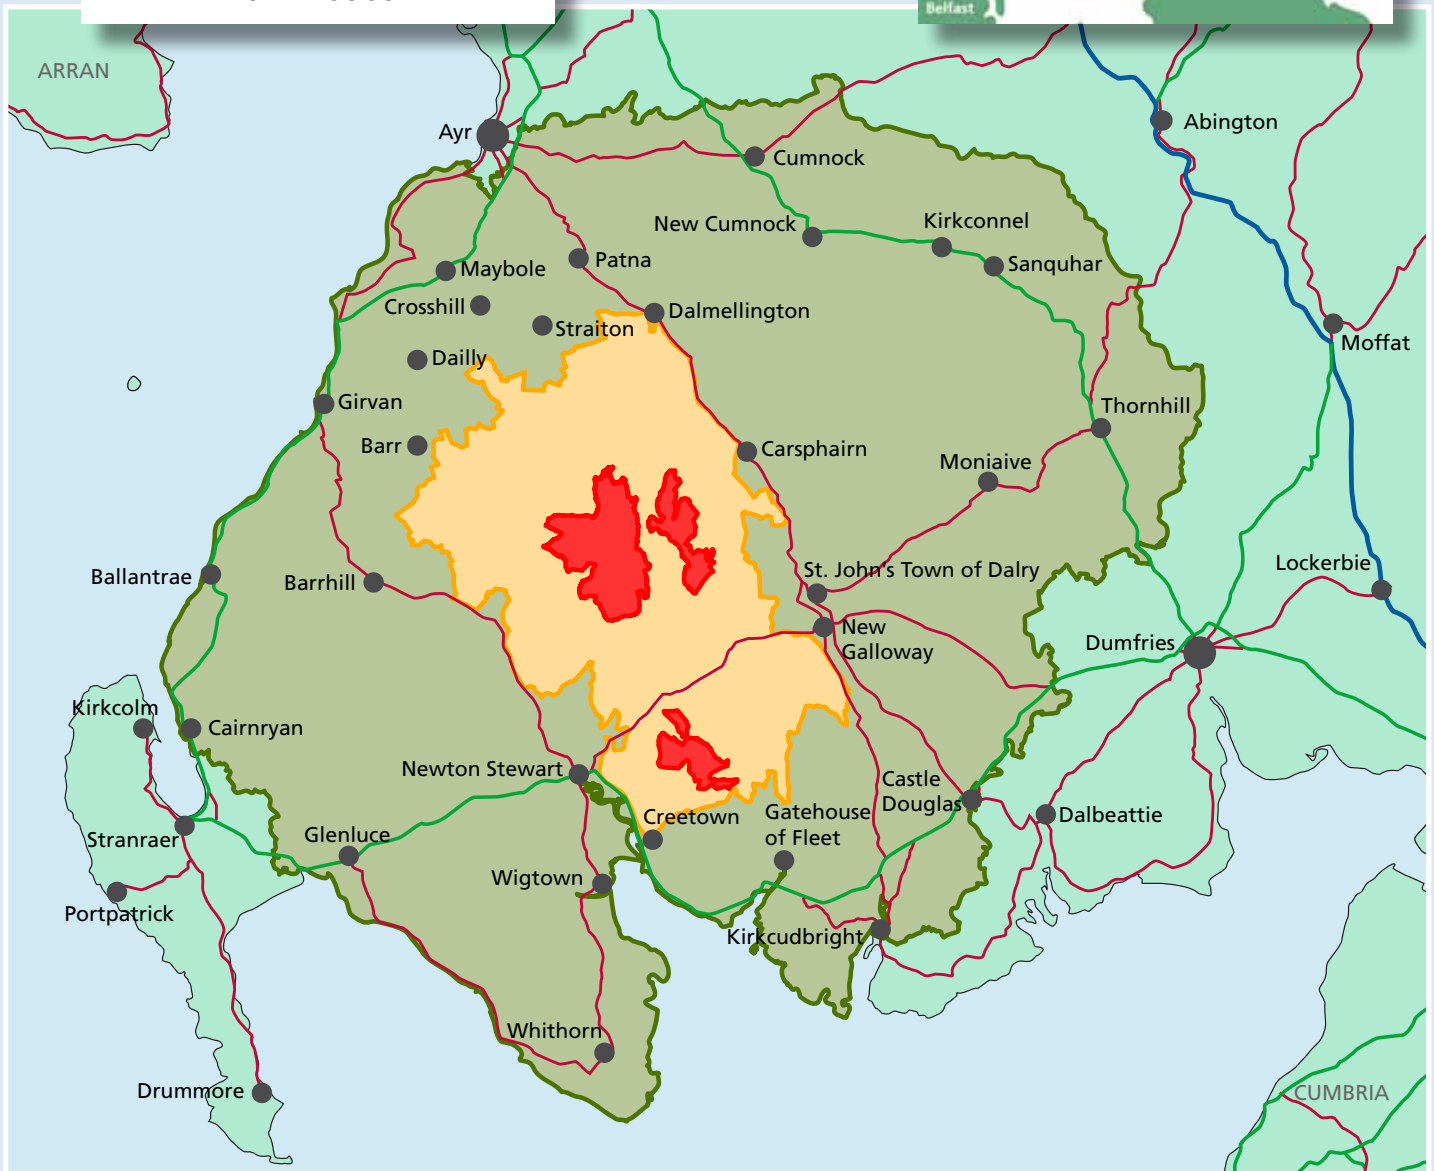 Belfast
ARRAN
Ayr
Abington
Cumnock
New Cumnock
Kirkconnel
Sanquhar
Patna
Maybole
Crosshill
Dalmellington
Straiton
Moffat
Dailly
Girvan
Thornhill
Barr
Carsphairn
Moniaive
Ballantrae
Barrhill
St. John's Town of Dalry
Lockerbie
New
Galloway
Dumfries
Kirkcolm
Cairnryan
Newton Stewart
Castle
Douglas
Creetown
Gatehouse
of Fleet
Dalbeattie
Stranraer
Glenluce
Wigtown
Portpatrick
Kirkcudbright
Whithorn
Drummore
CUMBRIA